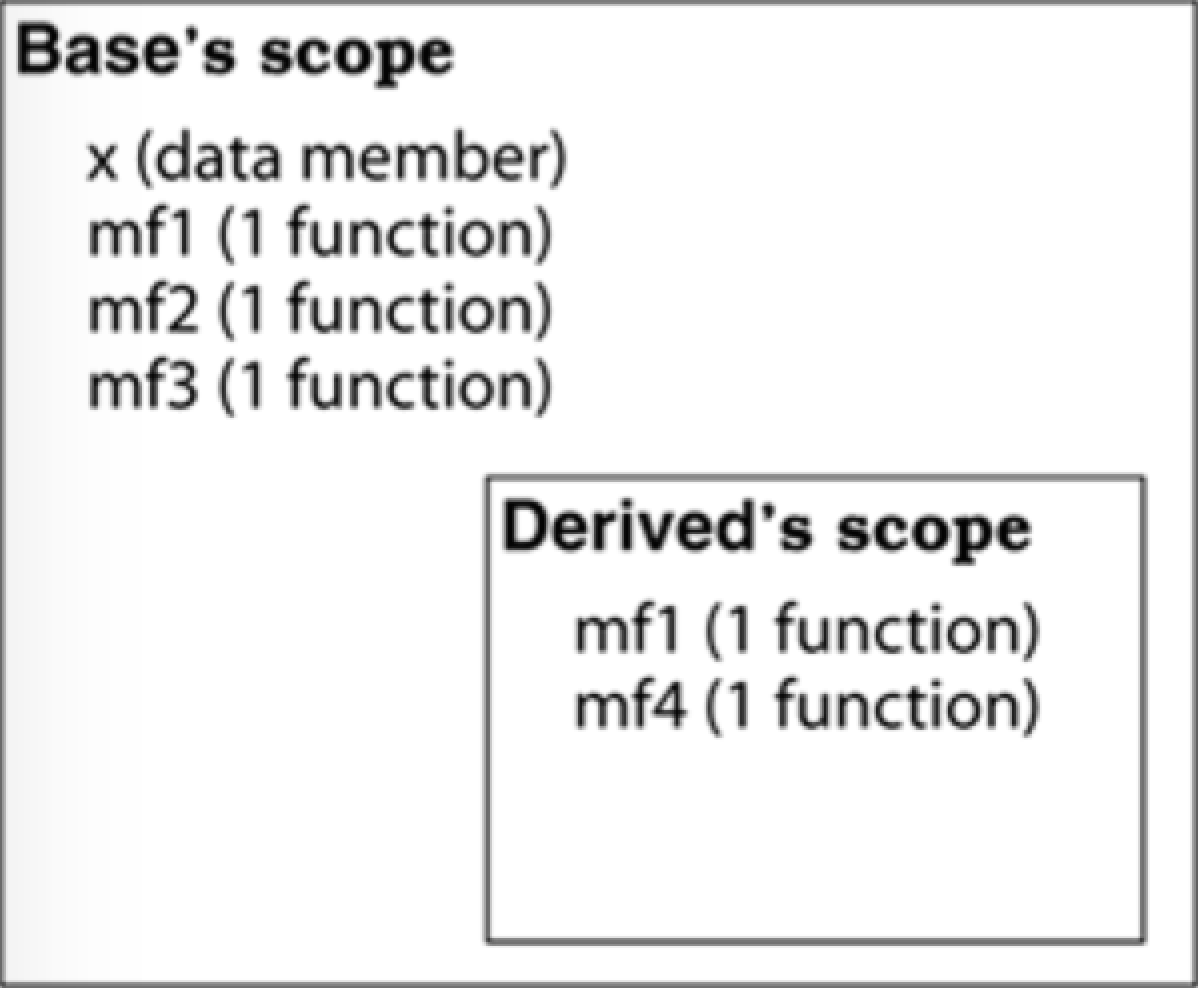 Base's scope
x (data member)
mf1 (1 function)
mf2 (1 function)
mf3 (1 function)
Derived's scope
mf1 (1 function)
mf4 (1 function)